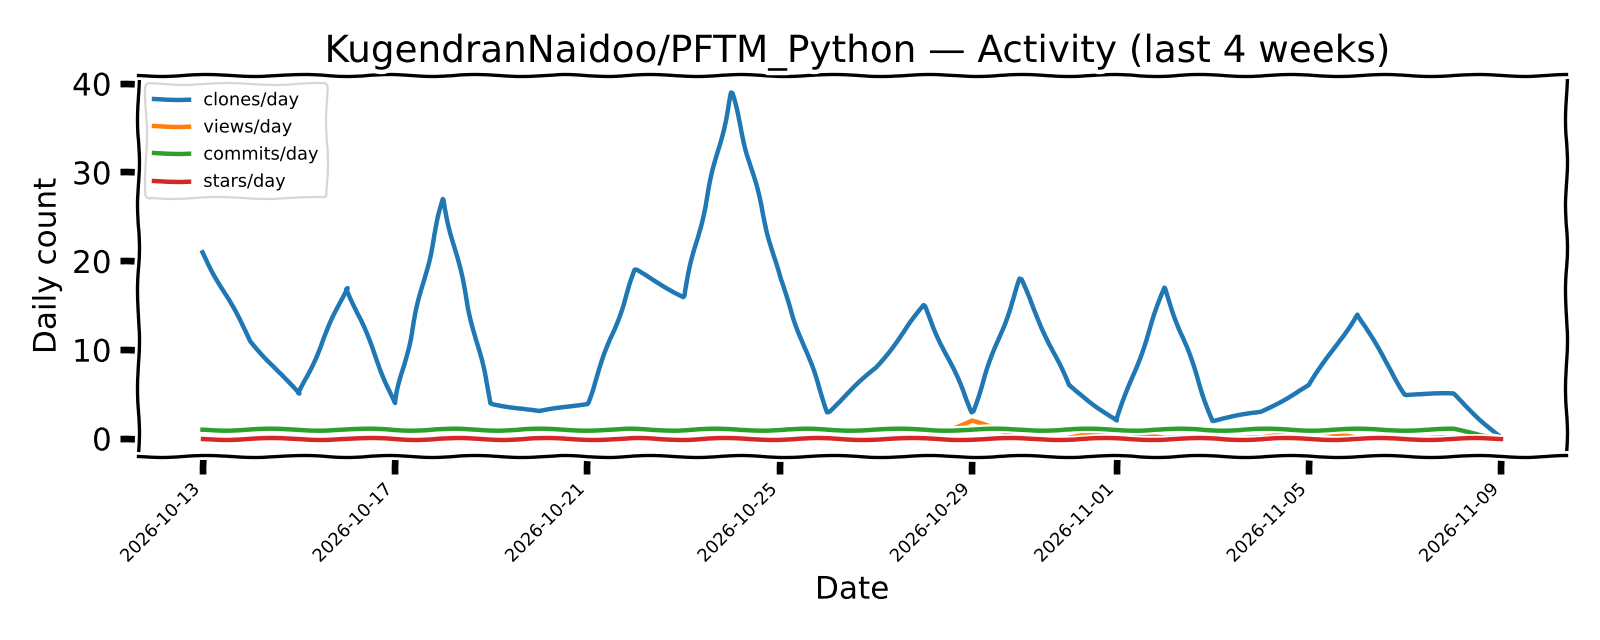 KugendranNaidoo/PFTM_Python — Activity (last 4 weeks)
40
30
20
10
0
Daily count
clones/day
views/day
commits/day
stars/day
2026-10-13
2026-10-17
2026-10-21
2026-10-25
2026-10-29
2026-11-01
2026-11-05
2026-11-09
Date